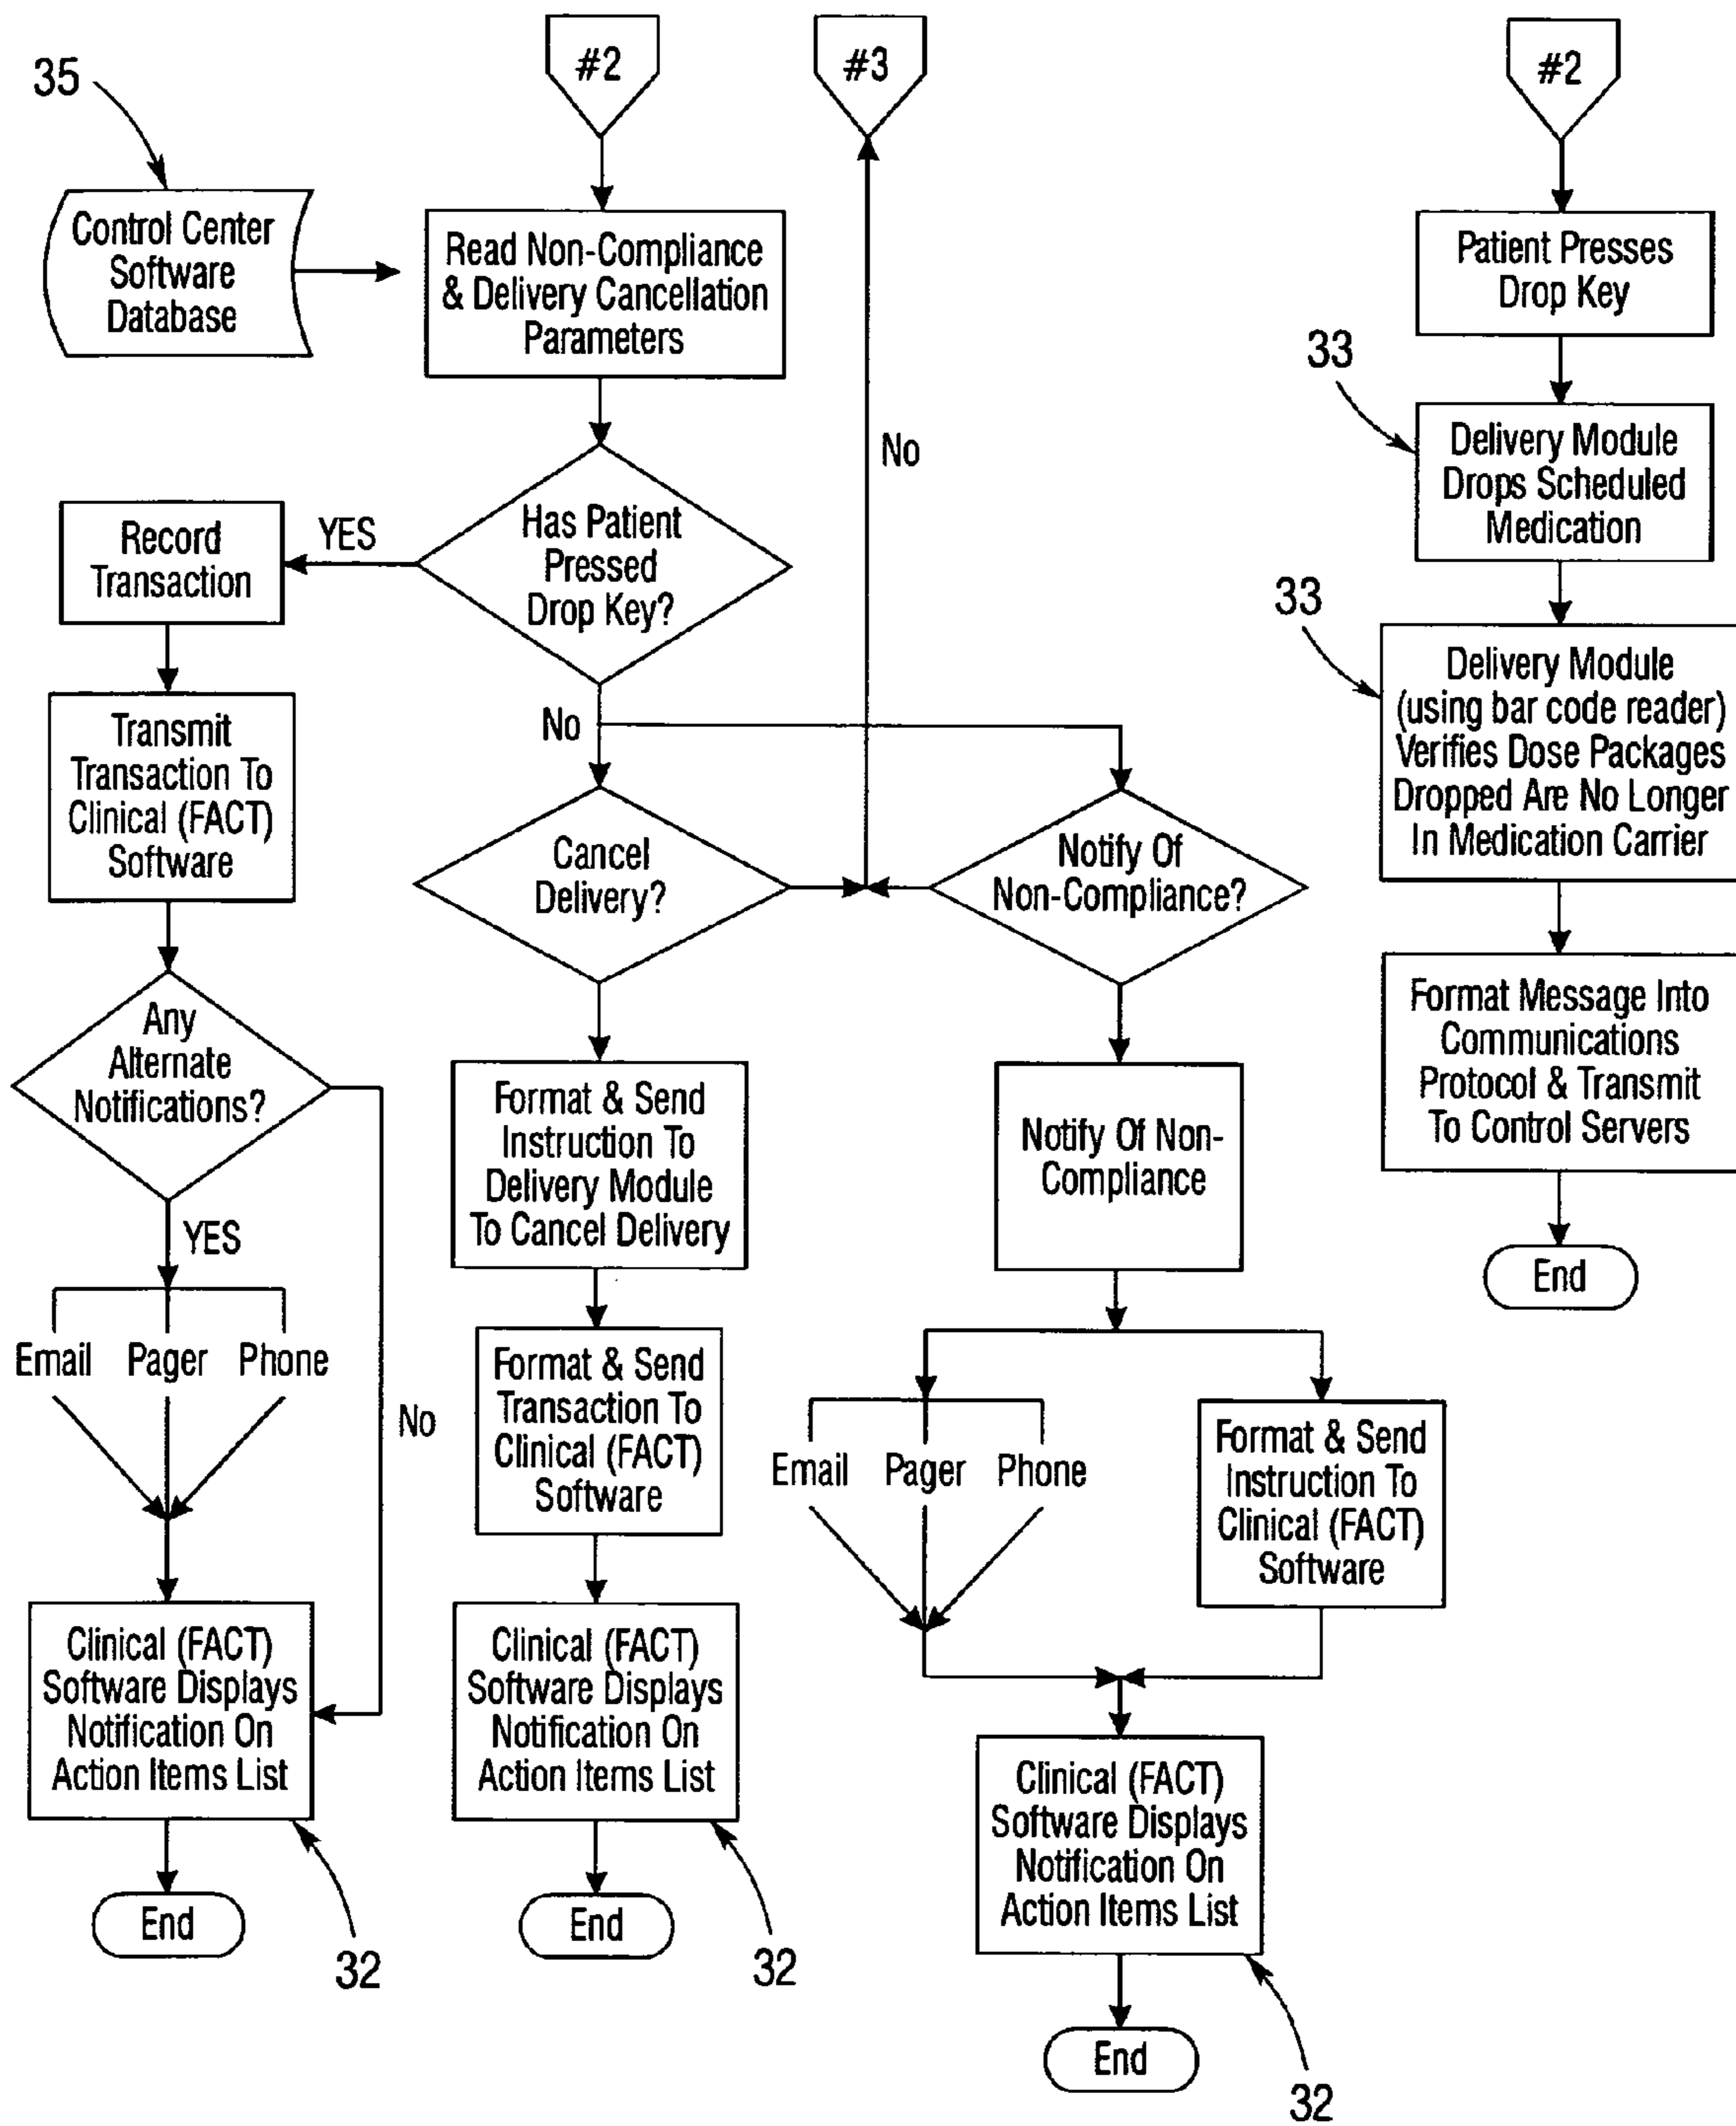 #2
#3
#2
35
Control Center
Software
Database
Read Non-Compliance
& Delivery Cancellation
Parameters
Patient Presses
Drop Key
33
Delivery Module
Drops Scheduled
Medication
No
Has Patient
Pressed
Drop Key?
YES
Record
Transaction
33
Delivery Module
(using bar code reader)
Verifies Dose Packages
Dropped Are No Longer
In Medication Carrier
Transmit
Transaction To
Clinical (FACT)
Software
No
Cancel
Delivery?
Notify Of
Non-Compliance?
Format Message Into
Communications
Protocol & Transmit
To Control Servers
End
Any
Alternate
Notifications?
YES
Email
Pager
Phone
No
Format & Send
Instruction To
Delivery Module
To Cancel Delivery
Notify Of Non-
Compliance
Format & Send
Transaction To
Clinical (FACT)
Software
Email
Pager
Phone
Format & Send
Instruction To
Clinical (FACT)
Software
Clinical (FACT)
Software Displays
Notification On
Action Items List
End
32
Clinical (FACT)
Software Displays
Notification On
Action Items List
End
32
Clinical (FACT)
Software Displays
Notification On
Action Items List
End
32